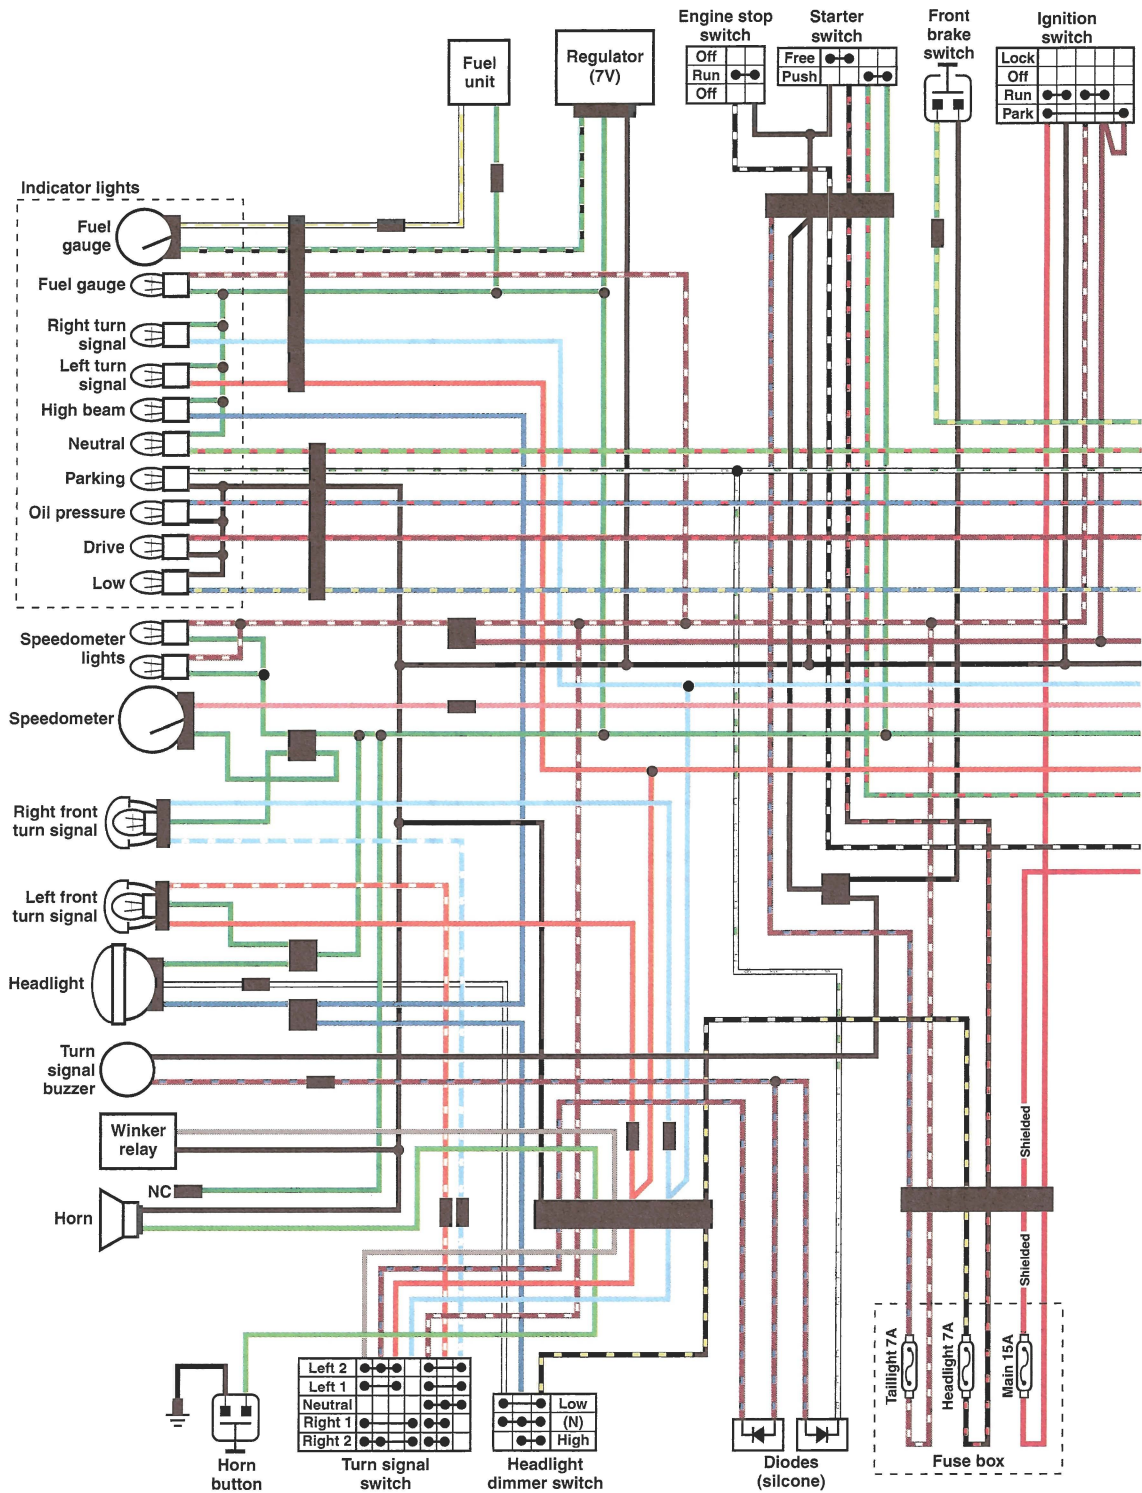 Engine stop
switch
Starter
switch
Front
brake
switch
Ignition
switch
Fuel
unit
Regulator
(7V)
Off
Run
Off
Free
Push
Lock
Off
Run
Park
Indicator lights
Fuel
gauge
Fuel gauge
Right turn
signal
Left turn
signal
High beam
Neutral
Parking
Oil pressure
Drive
Low
Speedometer
lights
Speedometer
Right front
turn signal
Left front
turn signal
Headlight
Turn
signal
buzzer
Winker
relay
NC
Horn
Shielded
Shielded
Taillight 7A
Headlight 7A
Main 15A
Fuse box
Left 2
Left 1
Neutral
Right 1
Right 2
Low
(N)
High
Horn
button
Turn signal
switch
Headlight
dimmer switch
Diodes
(silcone)